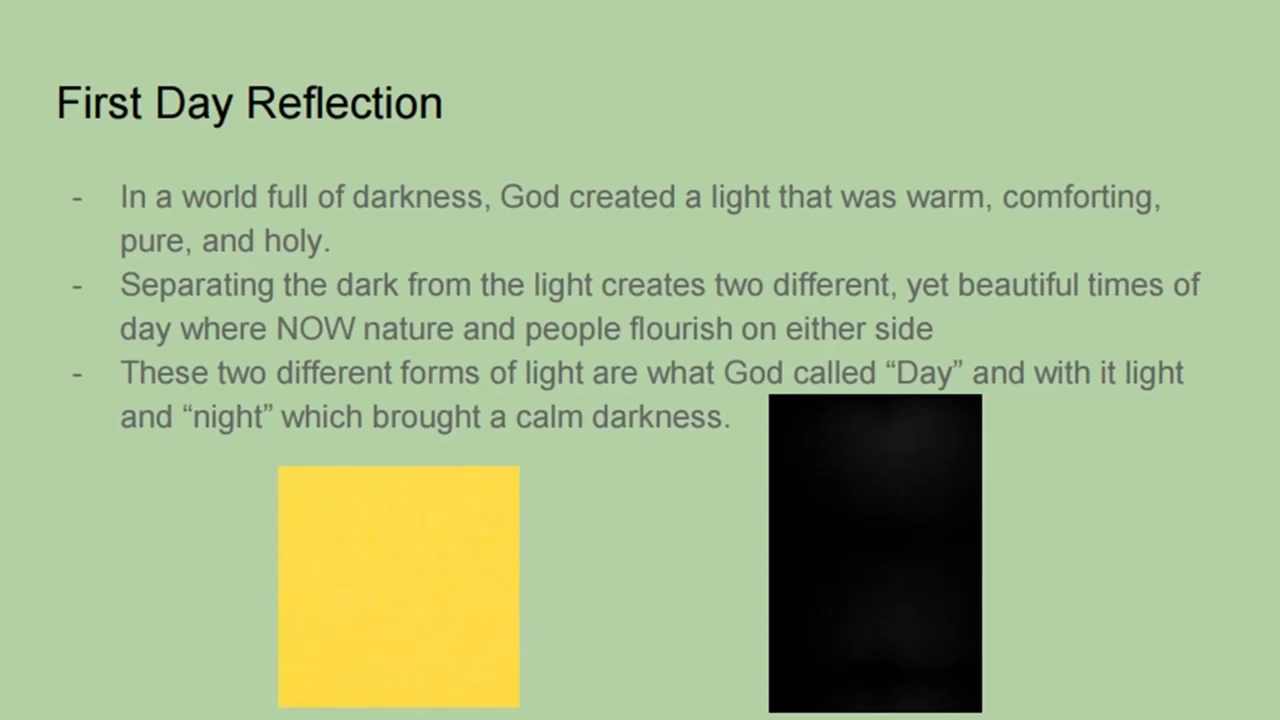 First Day Reflection
- In a world full of darkness, God created a light that was warm, comforting,
pure, and holy.
- Separating the dark from the light creates two different, yet beautiful times of
day where NOW nature and people flourish on either side
- These two different forms of light are what God called “Day” and with it light
and “night” which brought a calm darkness.